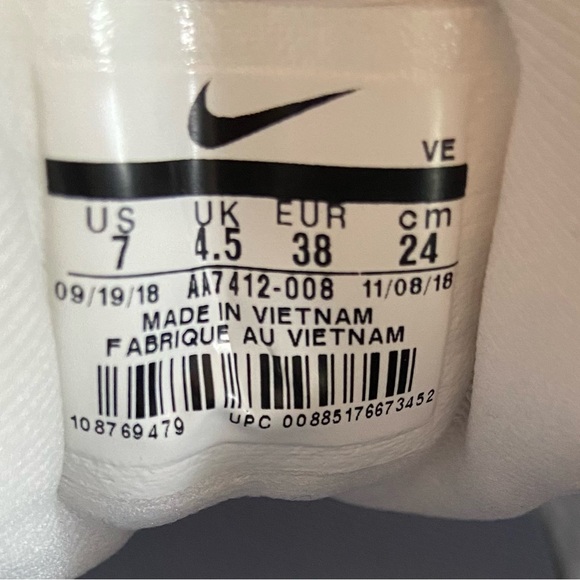 VE
US UK EUR cm
7 4.5 38 24
09/19/18 AA7412-008 11/08/18
MADE IN VIETNAM
FABRIQUE AU VIETNAM
108769479 UPC 00885176673452